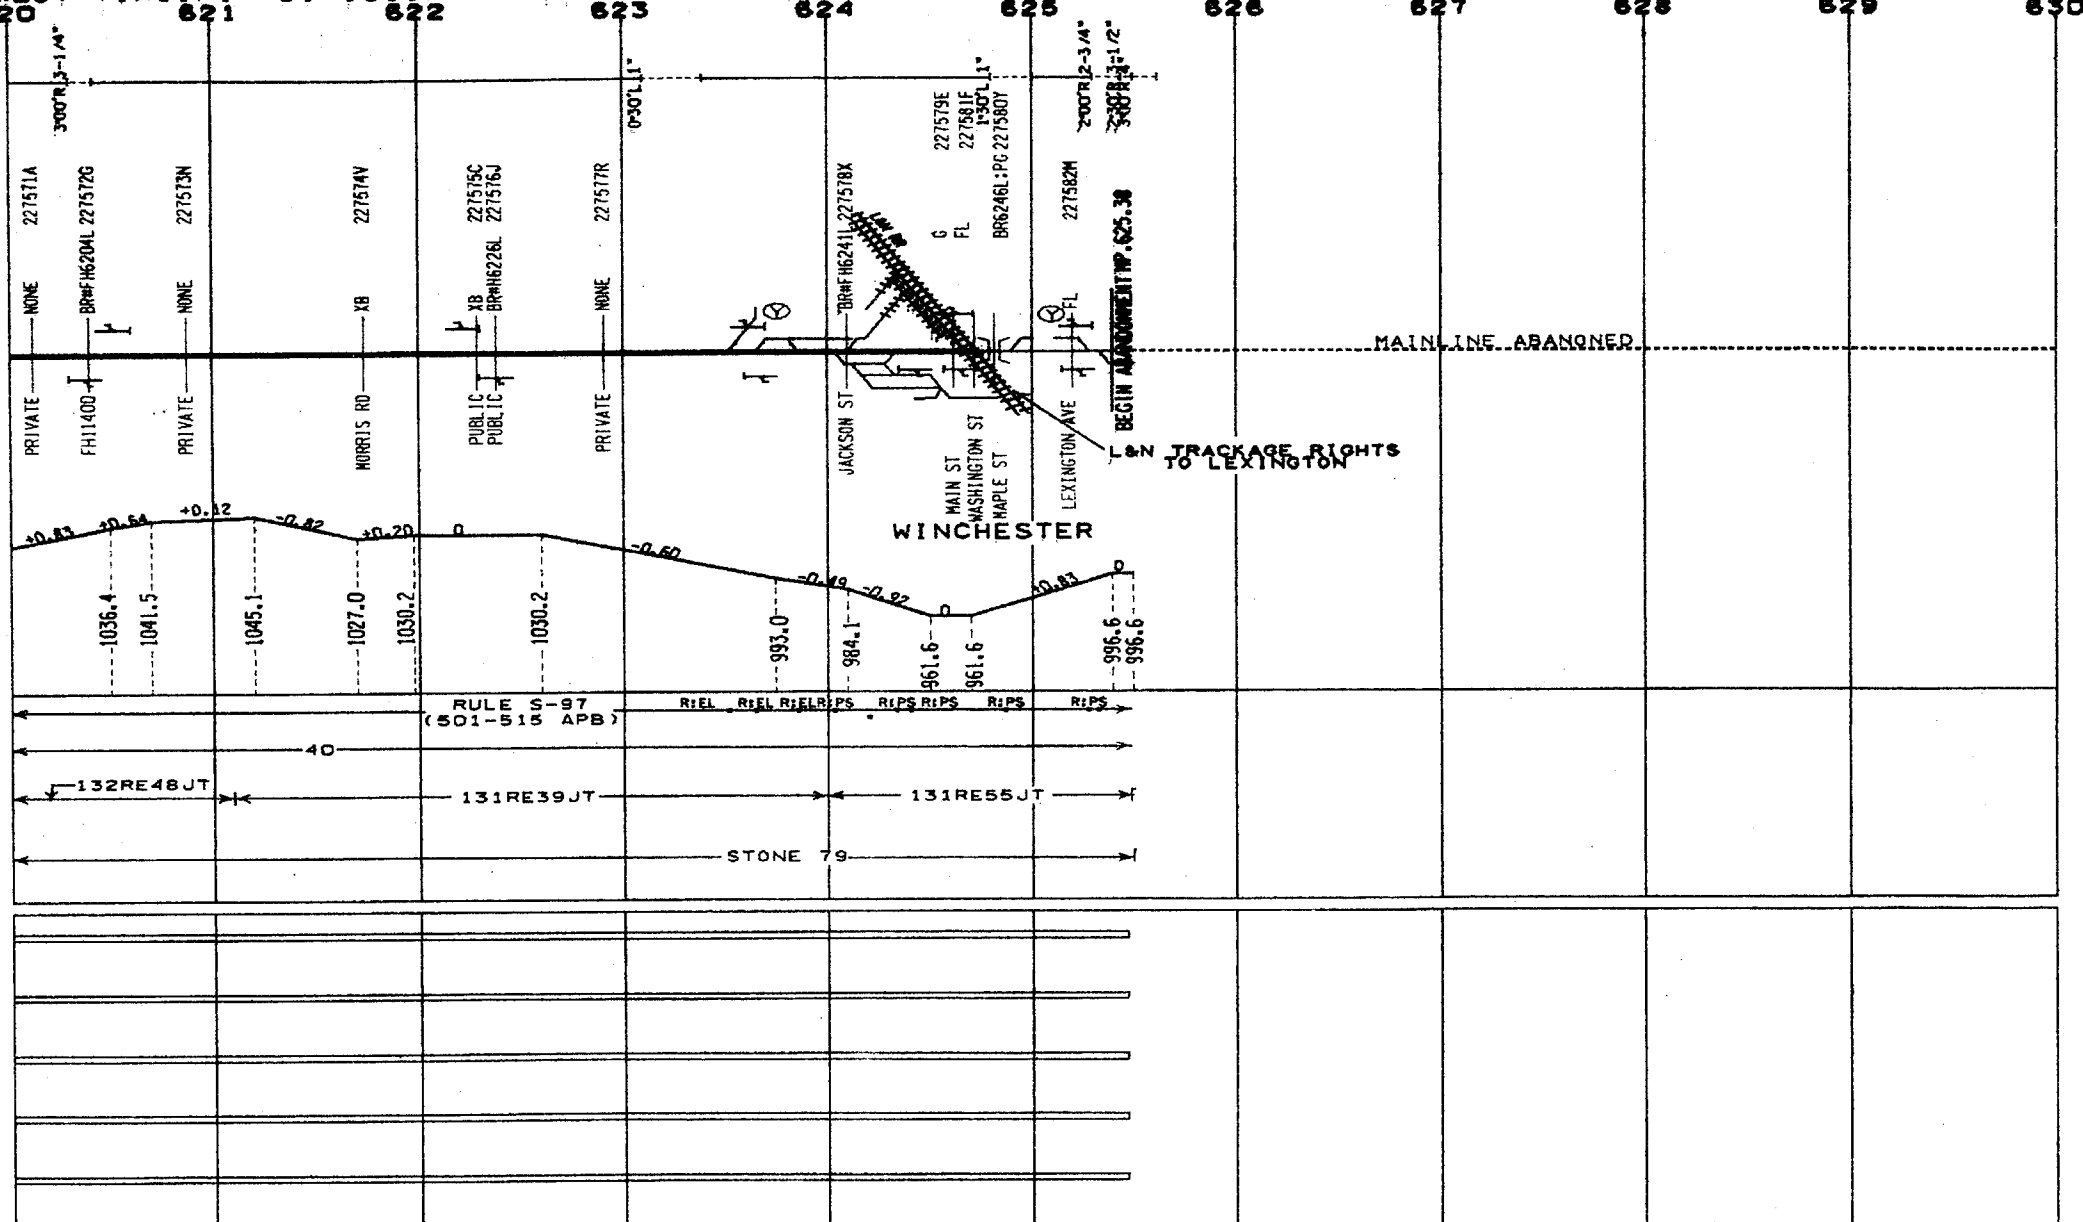 620 621 622 623 624 625 626 627 628 629 630
3°00'R 3-1/4"
0°30'L 1"
1°30'L 1"
2°00'R 2-3/4"
227571A
BR#FH6204L 227572G
227573N
227574V
227575C
BR#H6226L 227576J
227577R
BR#FH6241L 227578X
227579E
227581F
BR6246L:PG 227580Y
227582M
NONE
NONE
XB
XB
NONE
G
FL
FL
L&N RR
Y
Y
BEGIN ABANDONMENT MP.625.38
MAINLINE ABANONED
PRIVATE
FH11400
PRIVATE
MORRIS RD
PUBLIC
PUBLIC
PRIVATE
JACKSON ST
MAIN ST
WASHINGTON ST
MAPLE ST
LEXINGTON AVE
L&N TRACKAGE RIGHTS
TO LEXINGTON
WINCHESTER
+0.83 +0.64 +0.12 -0.82 +0.20 0 -0.60 -0.49 -0.92 0 +0.83 0
1036.4
1041.5
1045.1
1027.0
1030.2
1030.2
993.0
984.1
961.6
961.6
996.6
996.6
RULE S-97
(501-515 APB)
R:EL R:EL R:EL R:PS R:PS R:PS R:PS R:PS
40
132RE48JT
131RE39JT
131RE55JT
STONE 79